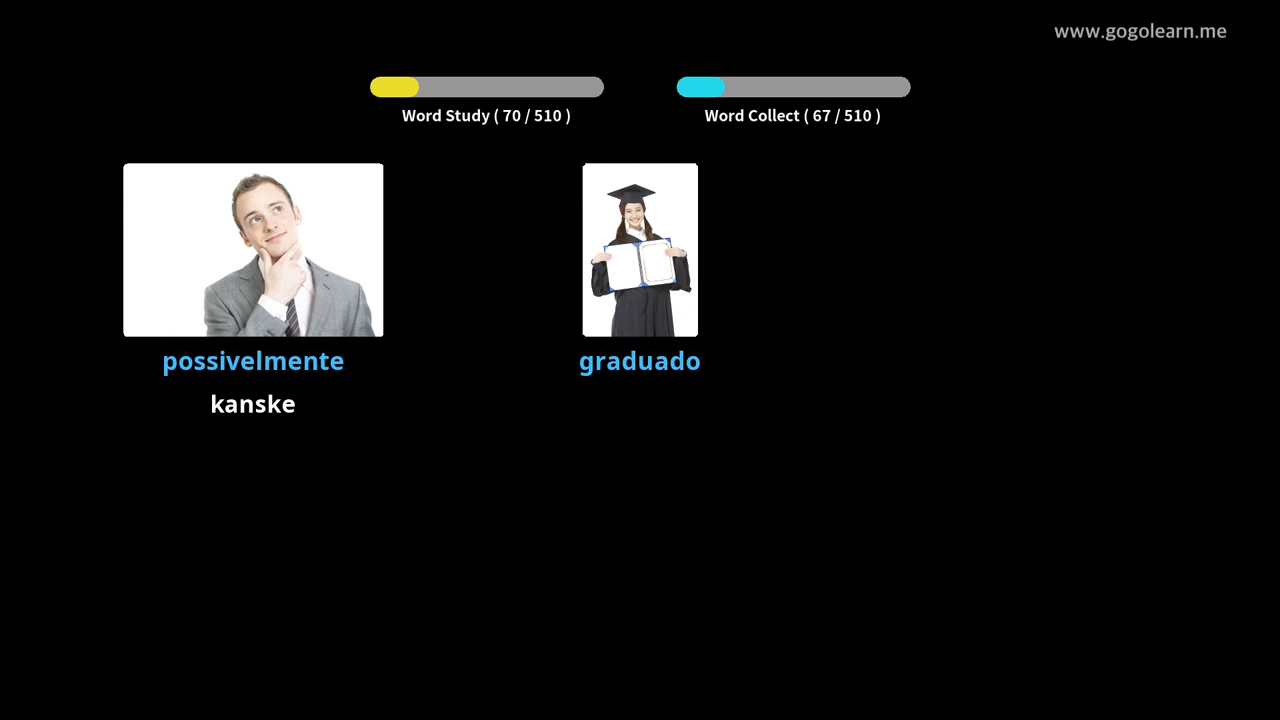 www.gogolearn.me
Word Study ( 70 / 510 )
Word Collect ( 67 / 510 )
possivelmente
kanske
graduado